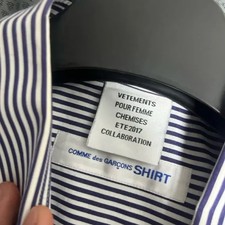 VETEMENTS
POUR FEMME
CHEMISES
ETE2017
COLLABORATION
COMME des GARÇONS SHIRT